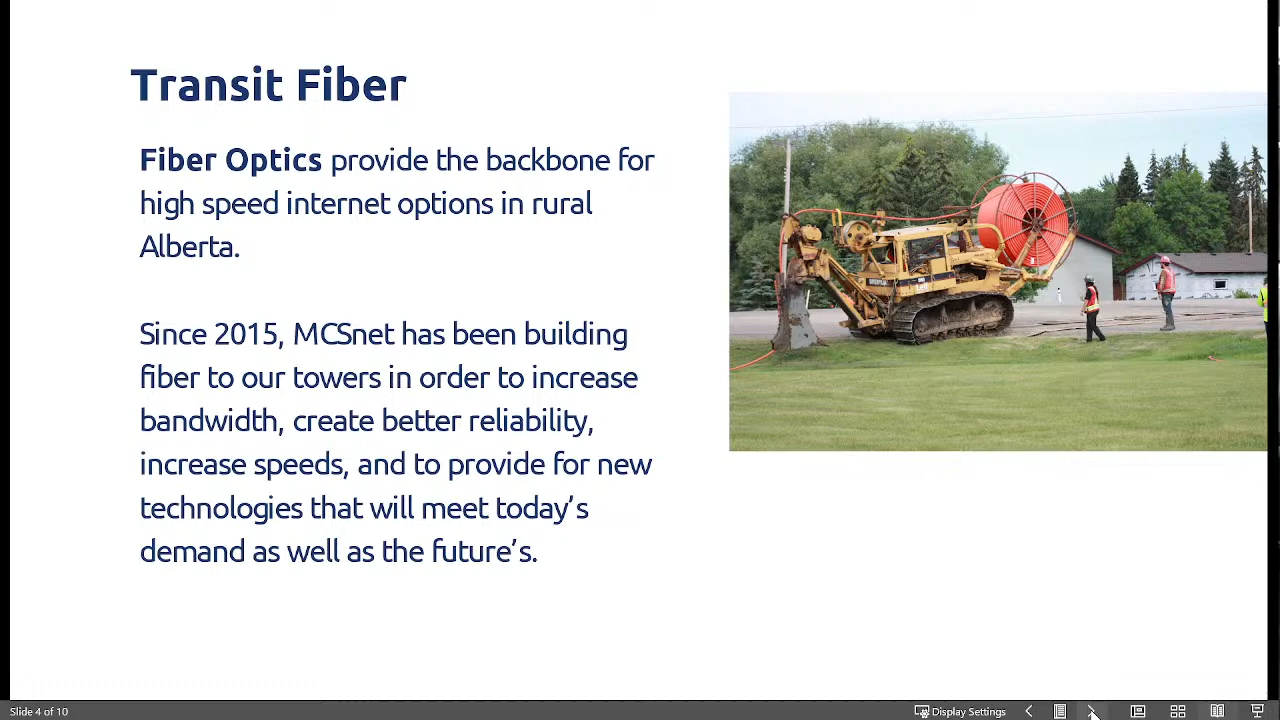 Transit Fiber
Fiber Optics provide the backbone for
high speed internet options in rural
Alberta.
Since 2015, MCSnet has been building
fiber to our towers in order to increase
bandwidth, create better reliability,
increase speeds, and to provide for new
technologies that will meet today’s
demand as well as the future’s.
Slide 4 of 10
Display Settings